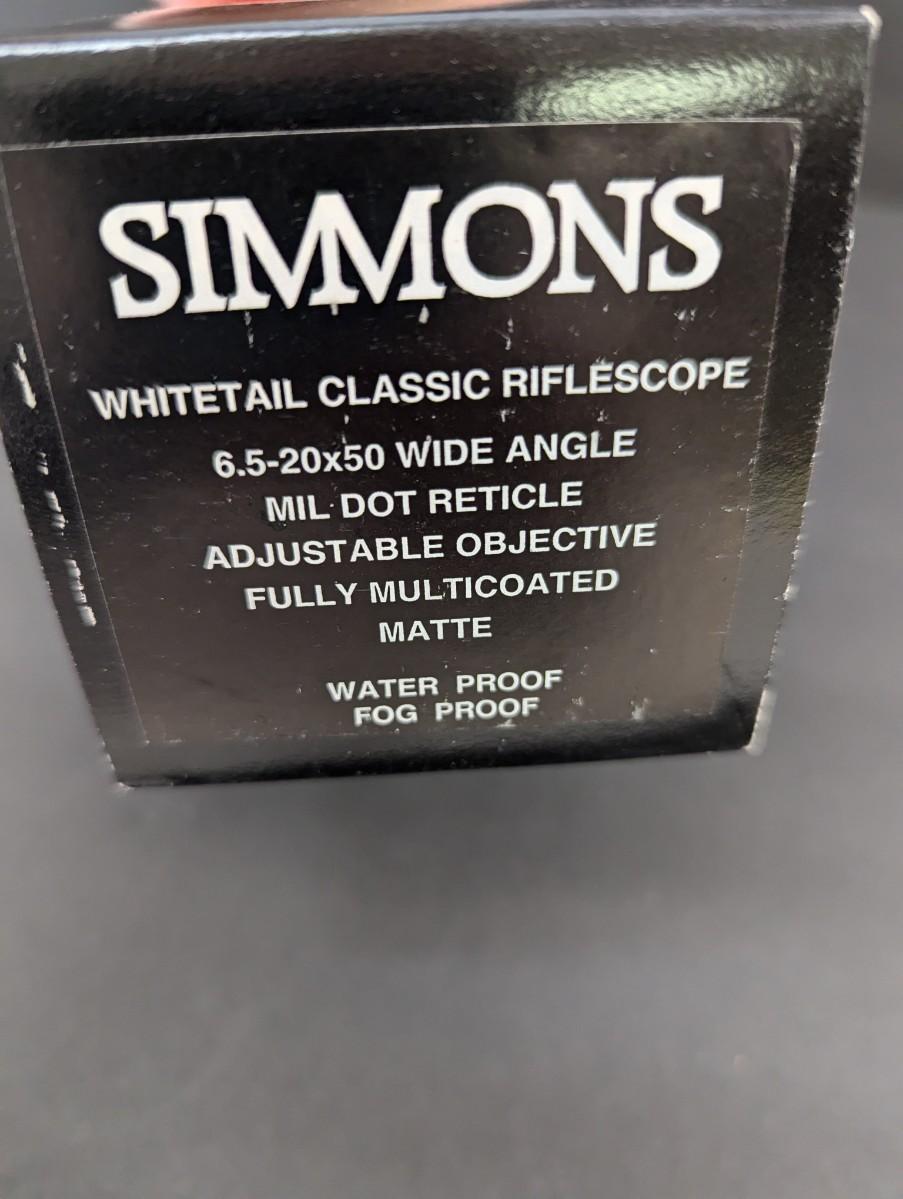 SIMMONS
WHITETAIL CLASSIC RIFLESCOPE
6.5-20x50 WIDE ANGLE
MIL DOT RETICLE
ADJUSTABLE OBJECTIVE
FULLY MULTICOATED
MATTE
WATER PROOF
FOG PROOF